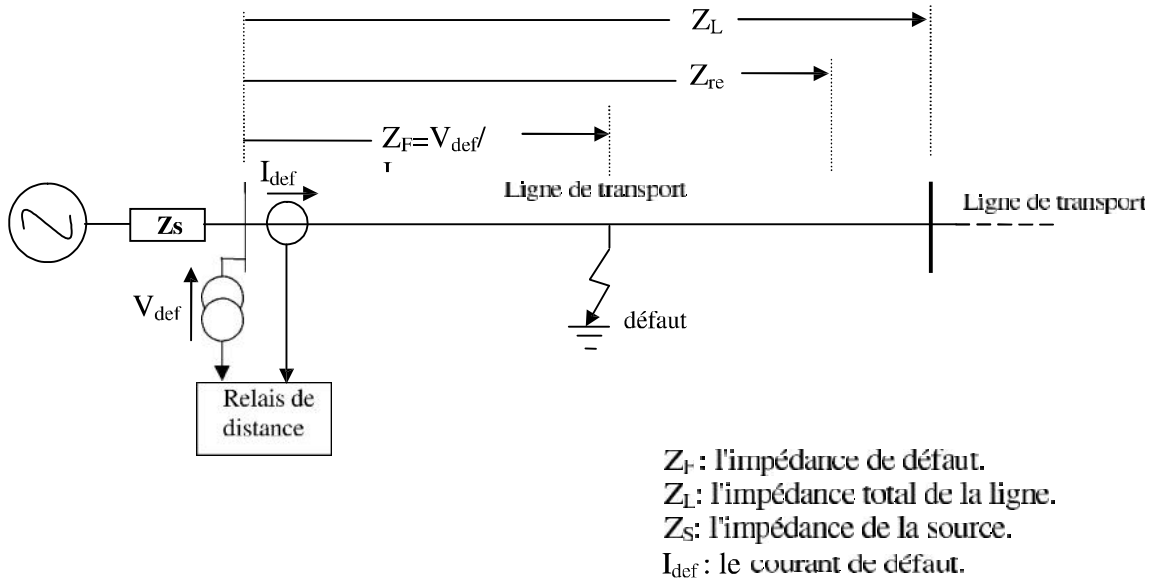 Z_L
Z_re
Z_F=V_def/
I_def
Ligne de transport
Ligne de transport
Zs
V_def
défaut
Relais de
distance
Z_F: l'impédance de défaut.
Z_L: l'impédance total de la ligne.
Z_S: l'impédance de la source.
I_def : le courant de défaut.